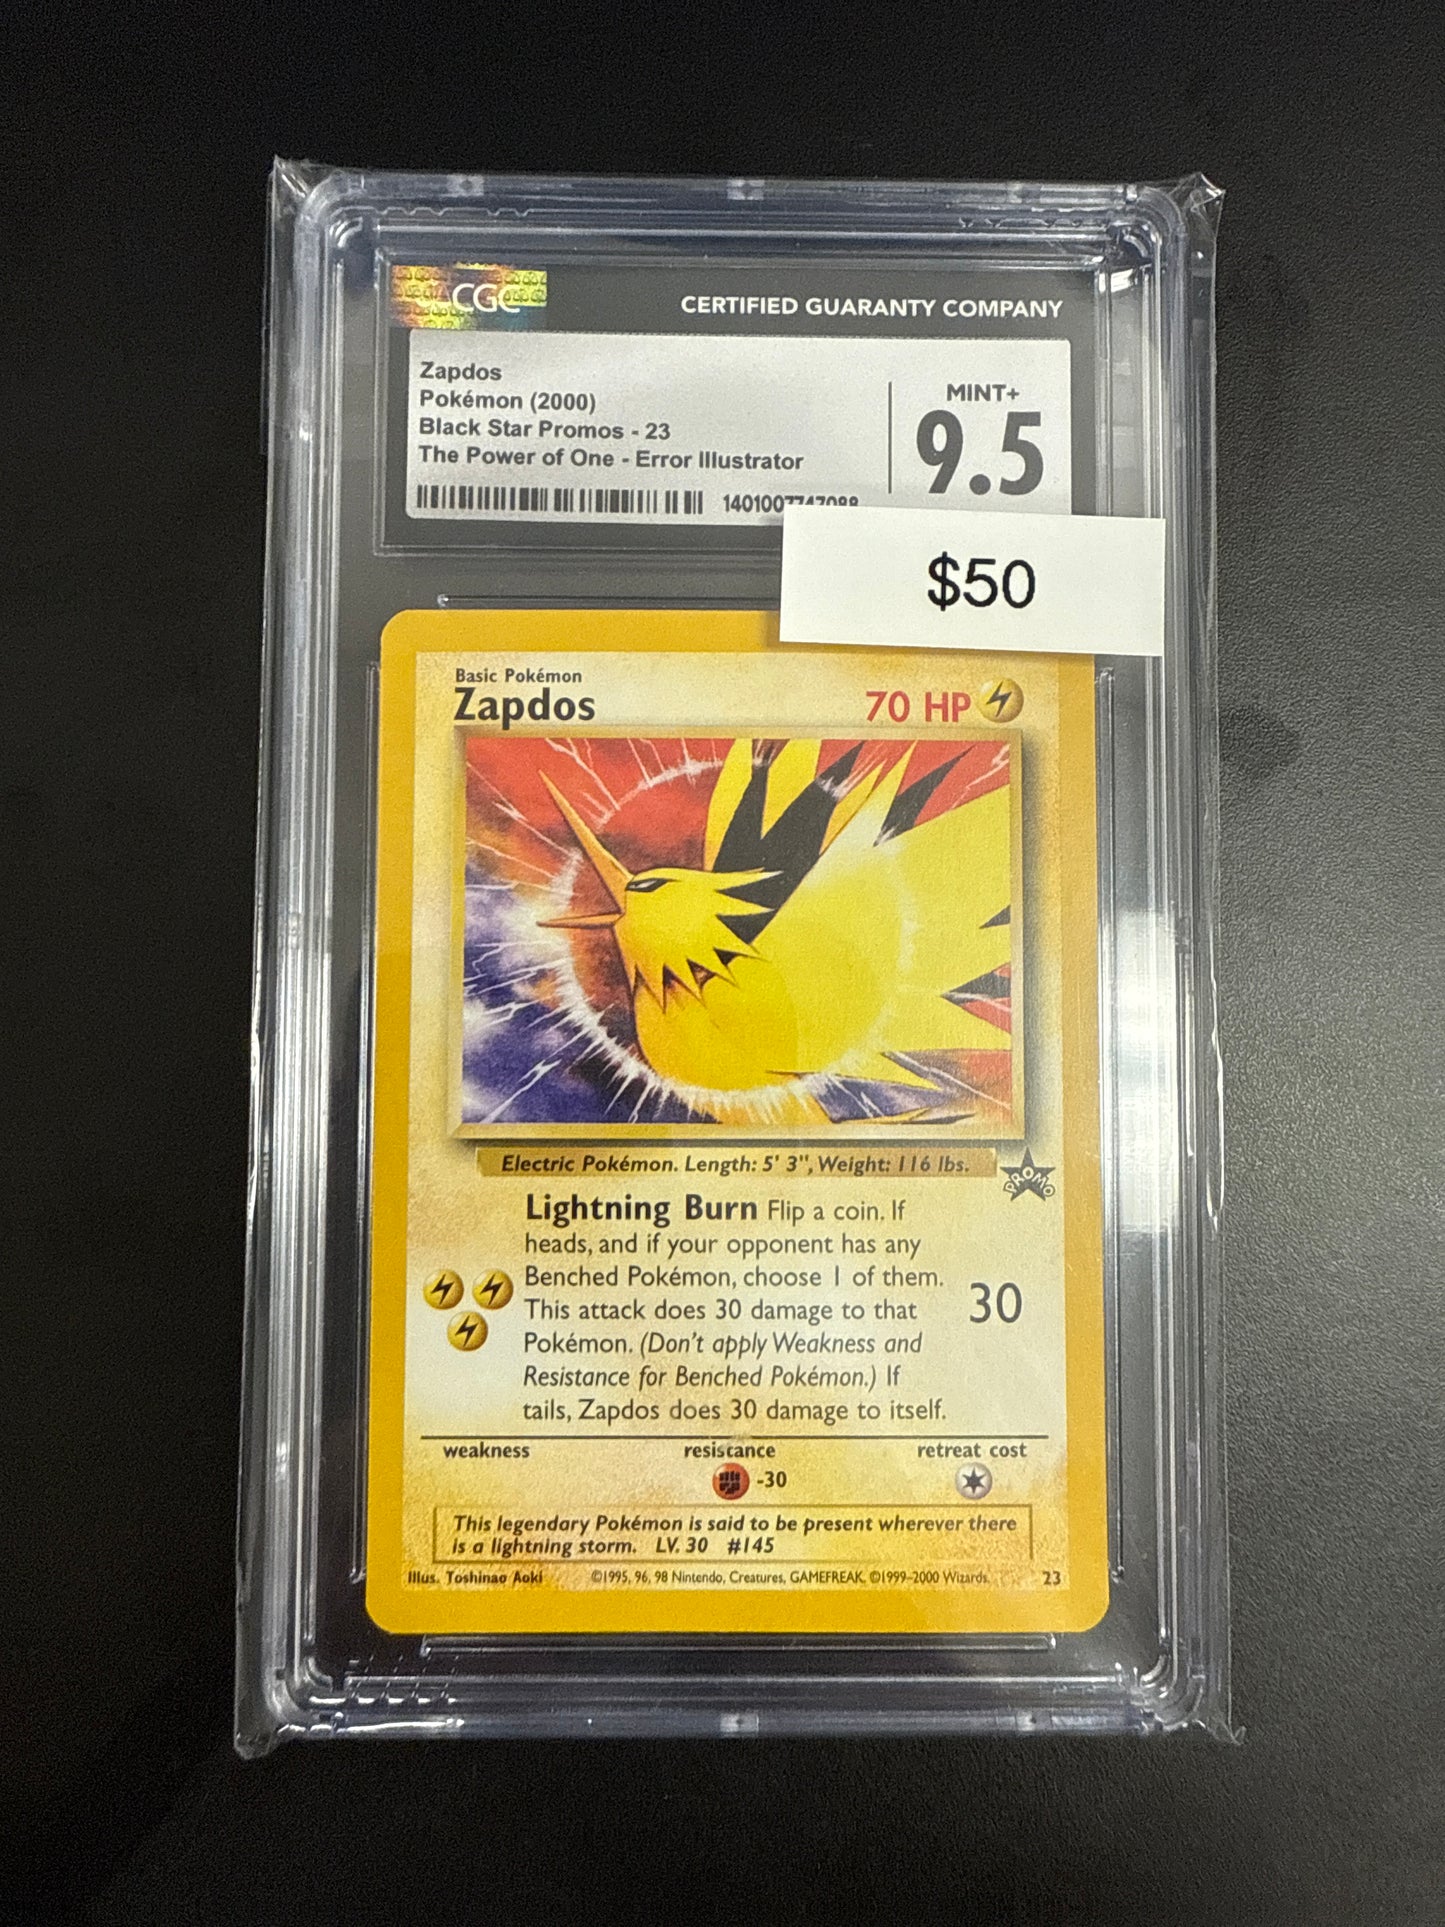 CGC
CERTIFIED GUARANTY COMPANY
Zapdos
Pokémon (2000)
Black Star Promos - 23
The Power of One - Error Illustrator
MINT+
9.5
$50
Basic Pokémon
Zapdos
70 HP
Electric Pokémon. Length: 5' 3", Weight: 116 lbs.
PROMO
Lightning Burn Flip a coin. If
heads, and if your opponent has any
Benched Pokémon, choose 1 of them.
This attack does 30 damage to that
Pokémon. (Don't apply Weakness and
Resistance for Benched Pokémon.) If
tails, Zapdos does 30 damage to itself.
30
weakness resistance retreat cost
-30
This legendary Pokémon is said to be present wherever there
is a lightning storm. LV. 30 #145
Illus. Toshinao Aoki ©1995, 96, 98 Nintendo, Creatures, GAMEFREAK. ©1999-2000 Wizards. 23